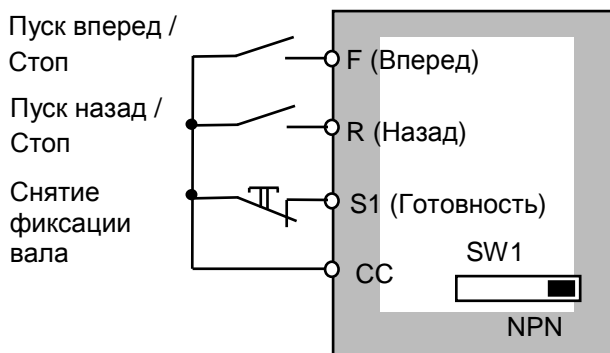 Пуск вперед /
Стоп
F (Вперед)
Пуск назад /
Стоп
R (Назад)
Снятие
фиксации
вала
S1 (Готовность)
SW1
CC
NPN